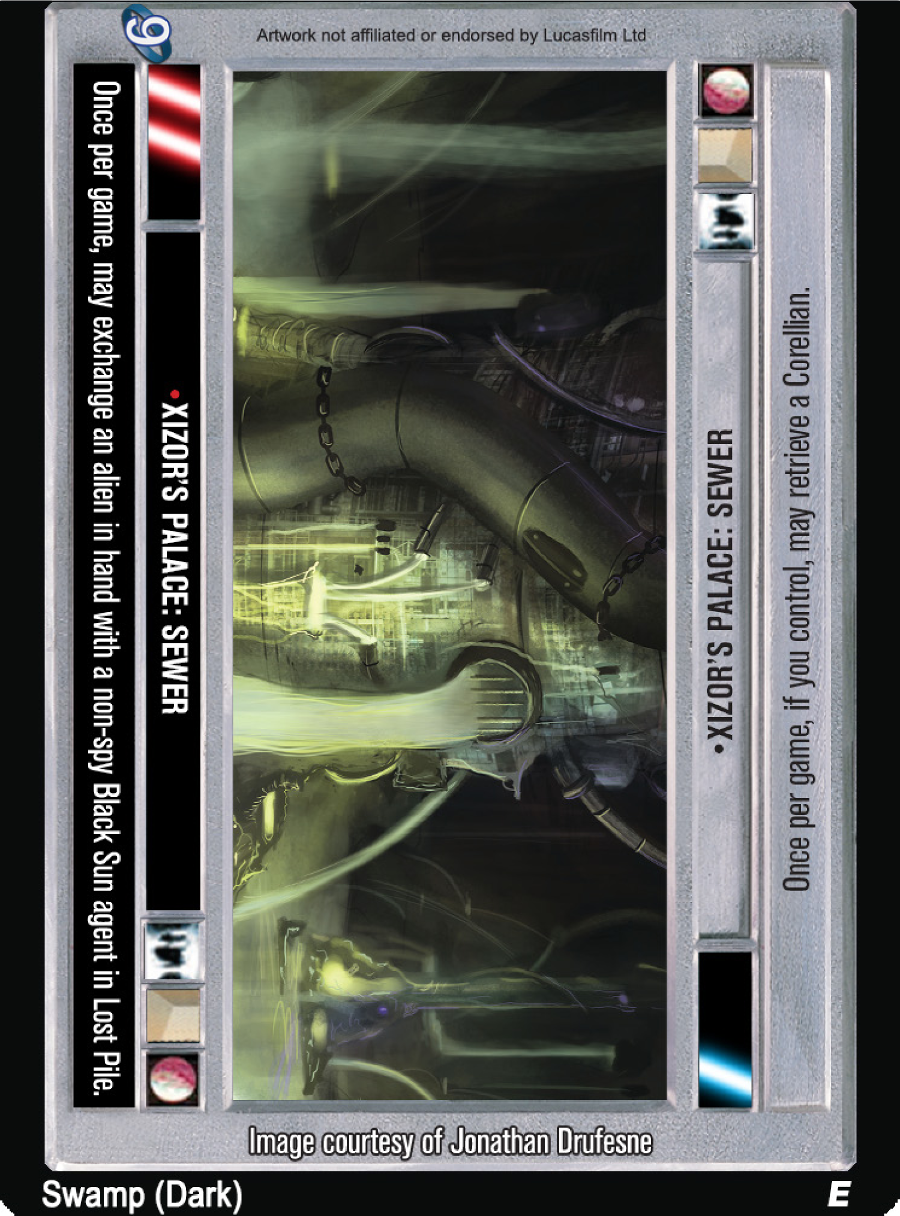 Artwork not affiliated or endorsed by Lucasfilm Ltd
9
Once per game, may exchange an alien in hand with a non-spy Black Sun agent in Lost Pile.
•XIZOR'S PALACE: SEWER
•XIZOR'S PALACE: SEWER
Once per game, if you control, may retrieve a Corellian.
Image courtesy of Jonathan Drufesne
Swamp (Dark)
E